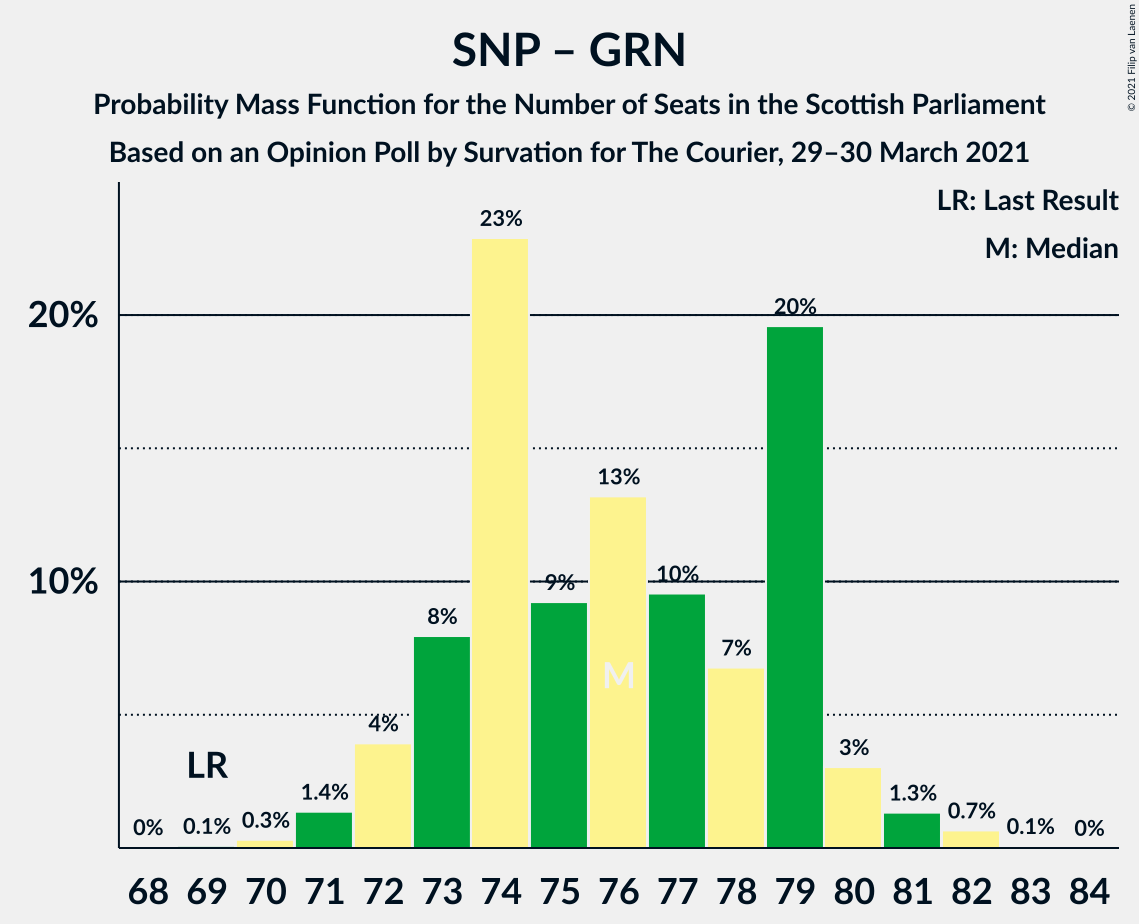 SNP – GRN
Probability Mass Function for the Number of Seats in the Scottish Parliament
Based on an Opinion Poll by Survation for The Courier, 29–30 March 2021
© 2021 Filip van Laenen
LR: Last Result
M: Median
20%
10%
0%
0.1%
0.3%
1.4%
4%
8%
23%
9%
13%
10%
7%
20%
3%
1.3%
0.7%
0.1%
0%
LR
M
68 69 70 71 72 73 74 75 76 77 78 79 80 81 82 83 84